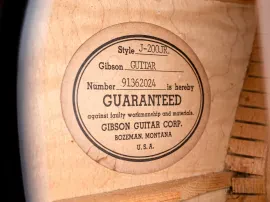 Style J-200JR.
Gibson GUITAR
Number 91362024 is hereby
GUARANTEED
against faulty workmanship and materials.
GIBSON GUITAR CORP.
BOZEMAN, MONTANA
U.S.A.